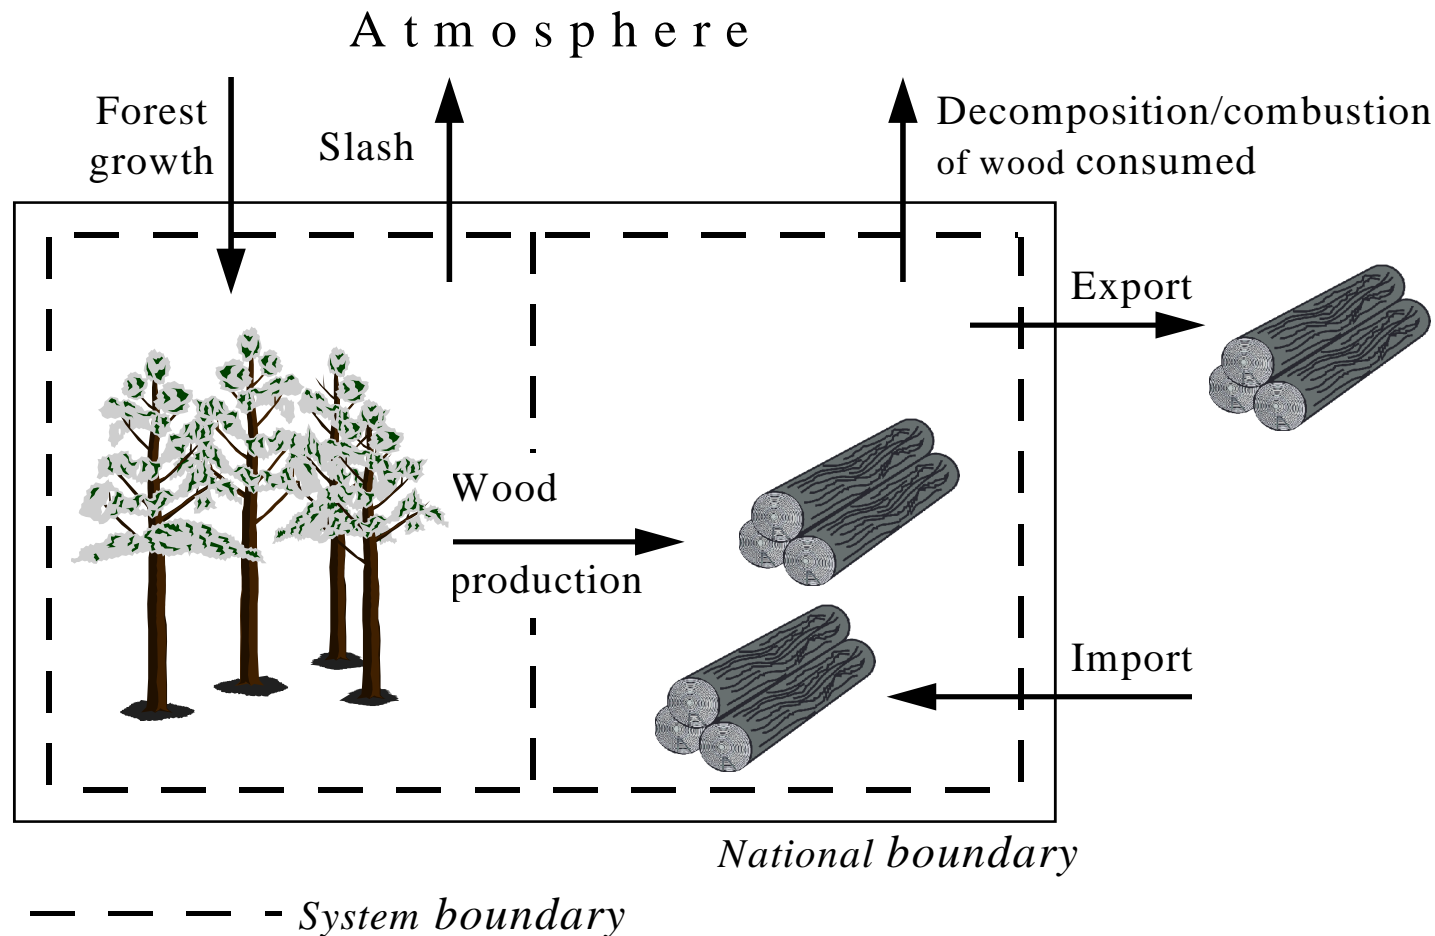 Atmosphere
Forest
growth
Slash
Decomposition/combustion
of wood consumed
Export
Wood
production
Import
National boundary
System boundary